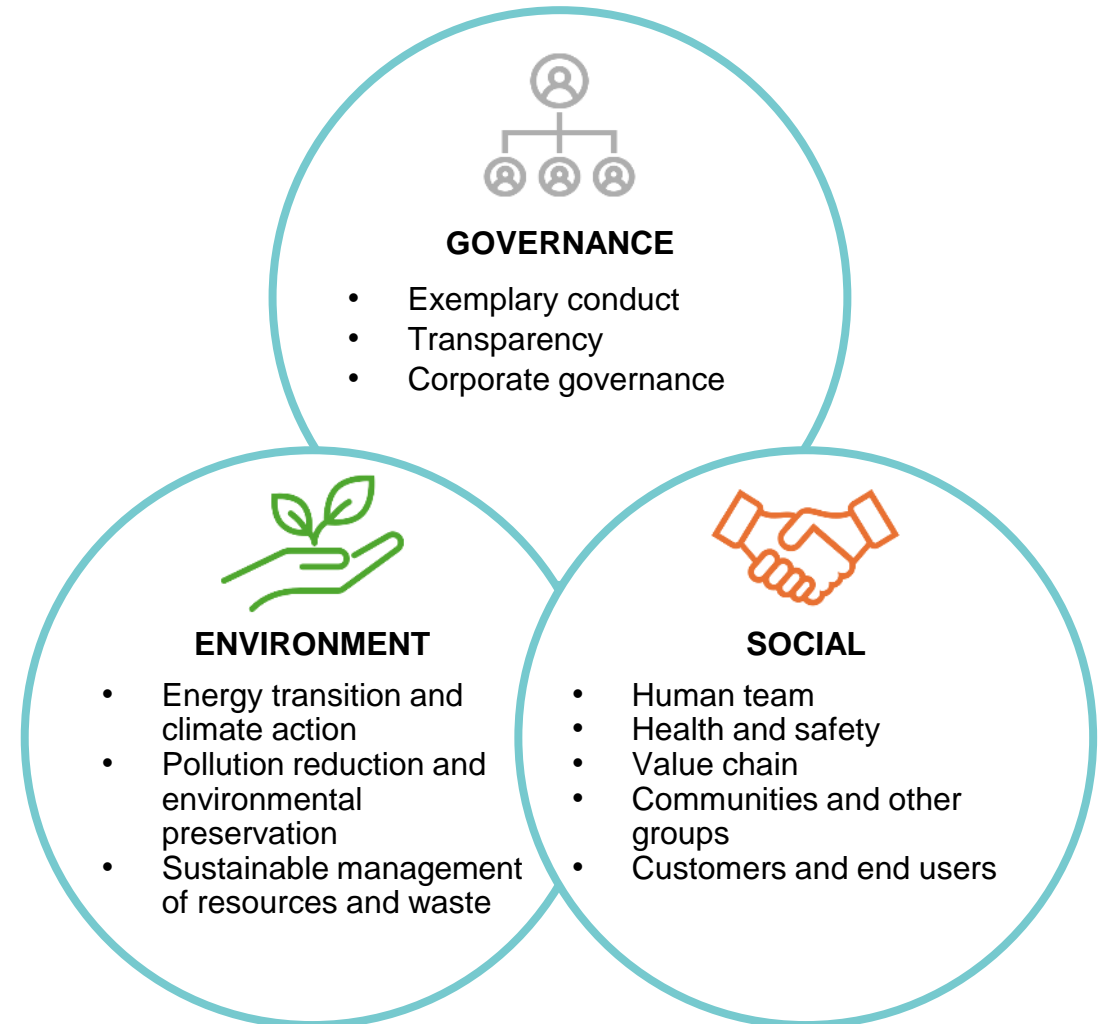 GOVERNANCE
• Exemplary conduct
• Transparency
• Corporate governance
ENVIRONMENT
• Energy transition and
climate action
• Pollution reduction and
environmental
preservation
• Sustainable management
of resources and waste
SOCIAL
• Human team
• Health and safety
• Value chain
• Communities and other
groups
• Customers and end users